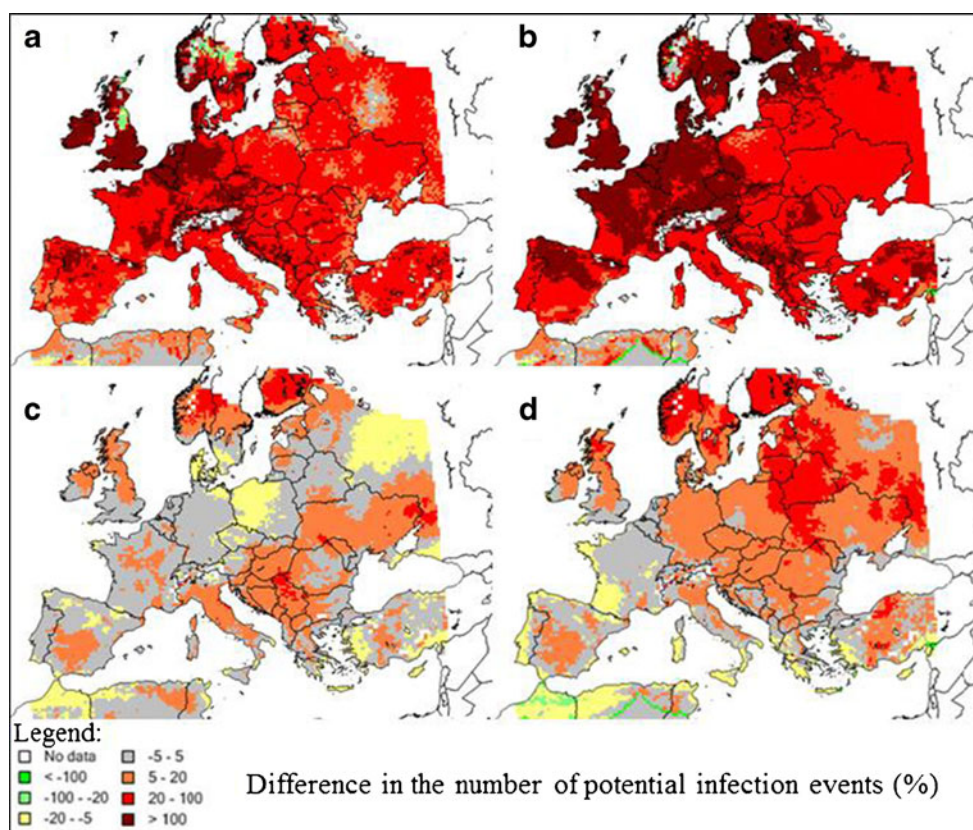 a
b
c
d
Legend:
No data
< -100
-100 - -20
-20 - -5
-5 - 5
5 - 20
20 - 100
> 100
Difference in the number of potential infection events (%)